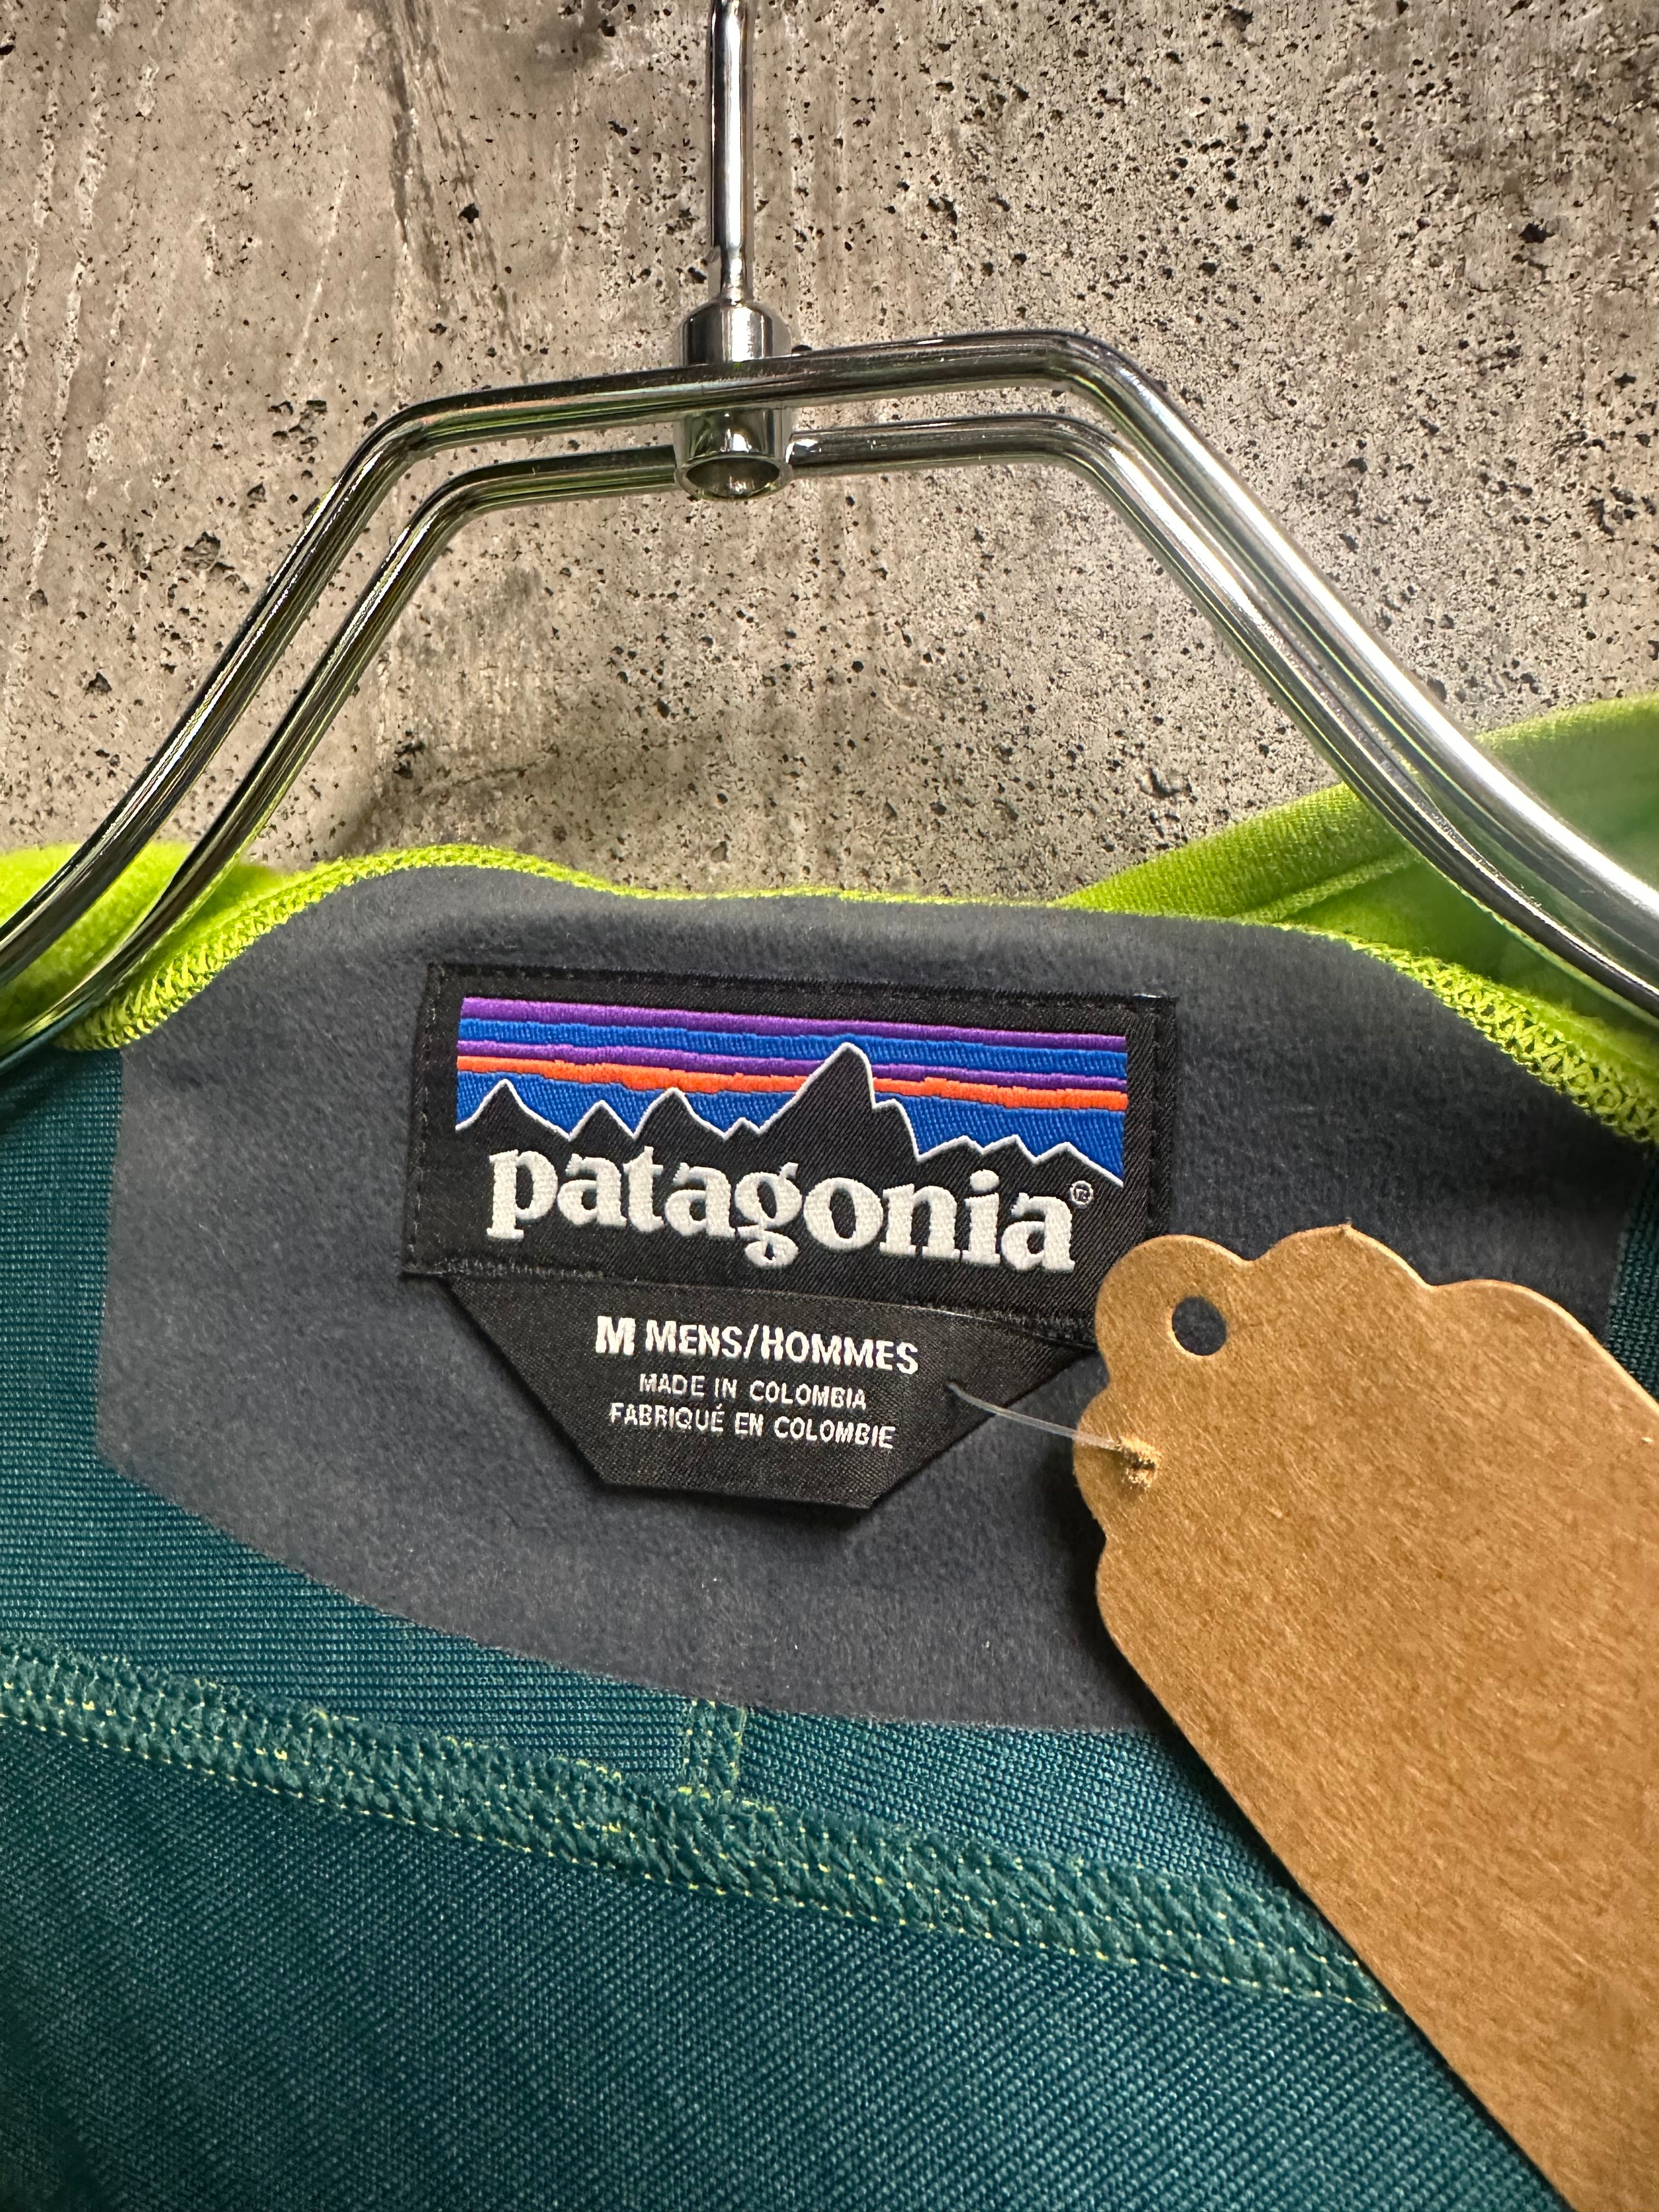 patagonia®
M MENS/HOMMES
MADE IN COLOMBIA
FABRIQUÉ EN COLOMBIE